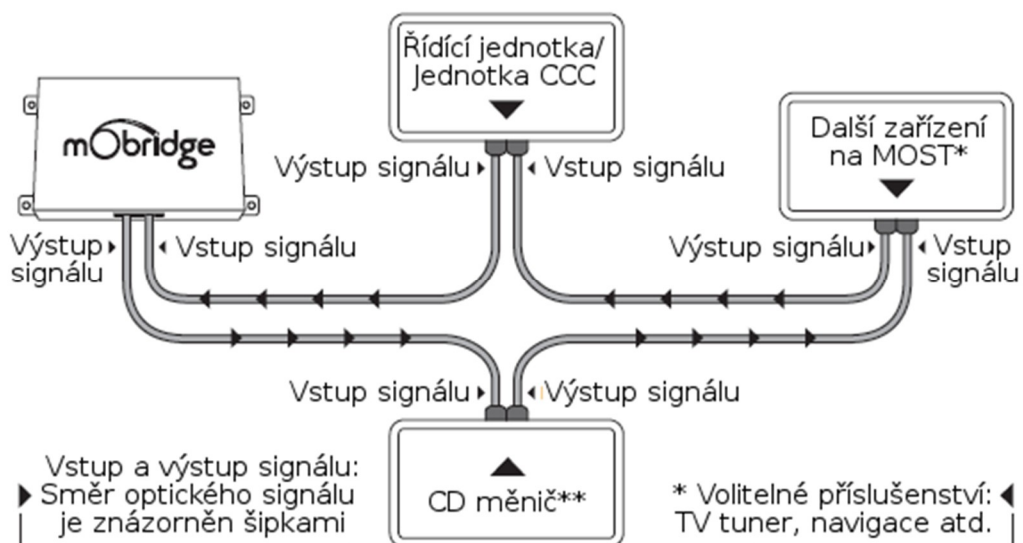 Řídící jednotka/
Jednotka CCC
mObridge
Další zařízení
na MOST*
Výstup signálu
Vstup signálu
Výstup
signálu
Vstup signálu
Výstup signálu
Vstup
signálu
Vstup signálu
Výstup signálu
CD měnič**
Vstup a výstup signálu:
Směr optického signálu
je znázorněn šipkami
* Volitelné příslušenství:
TV tuner, navigace atd.